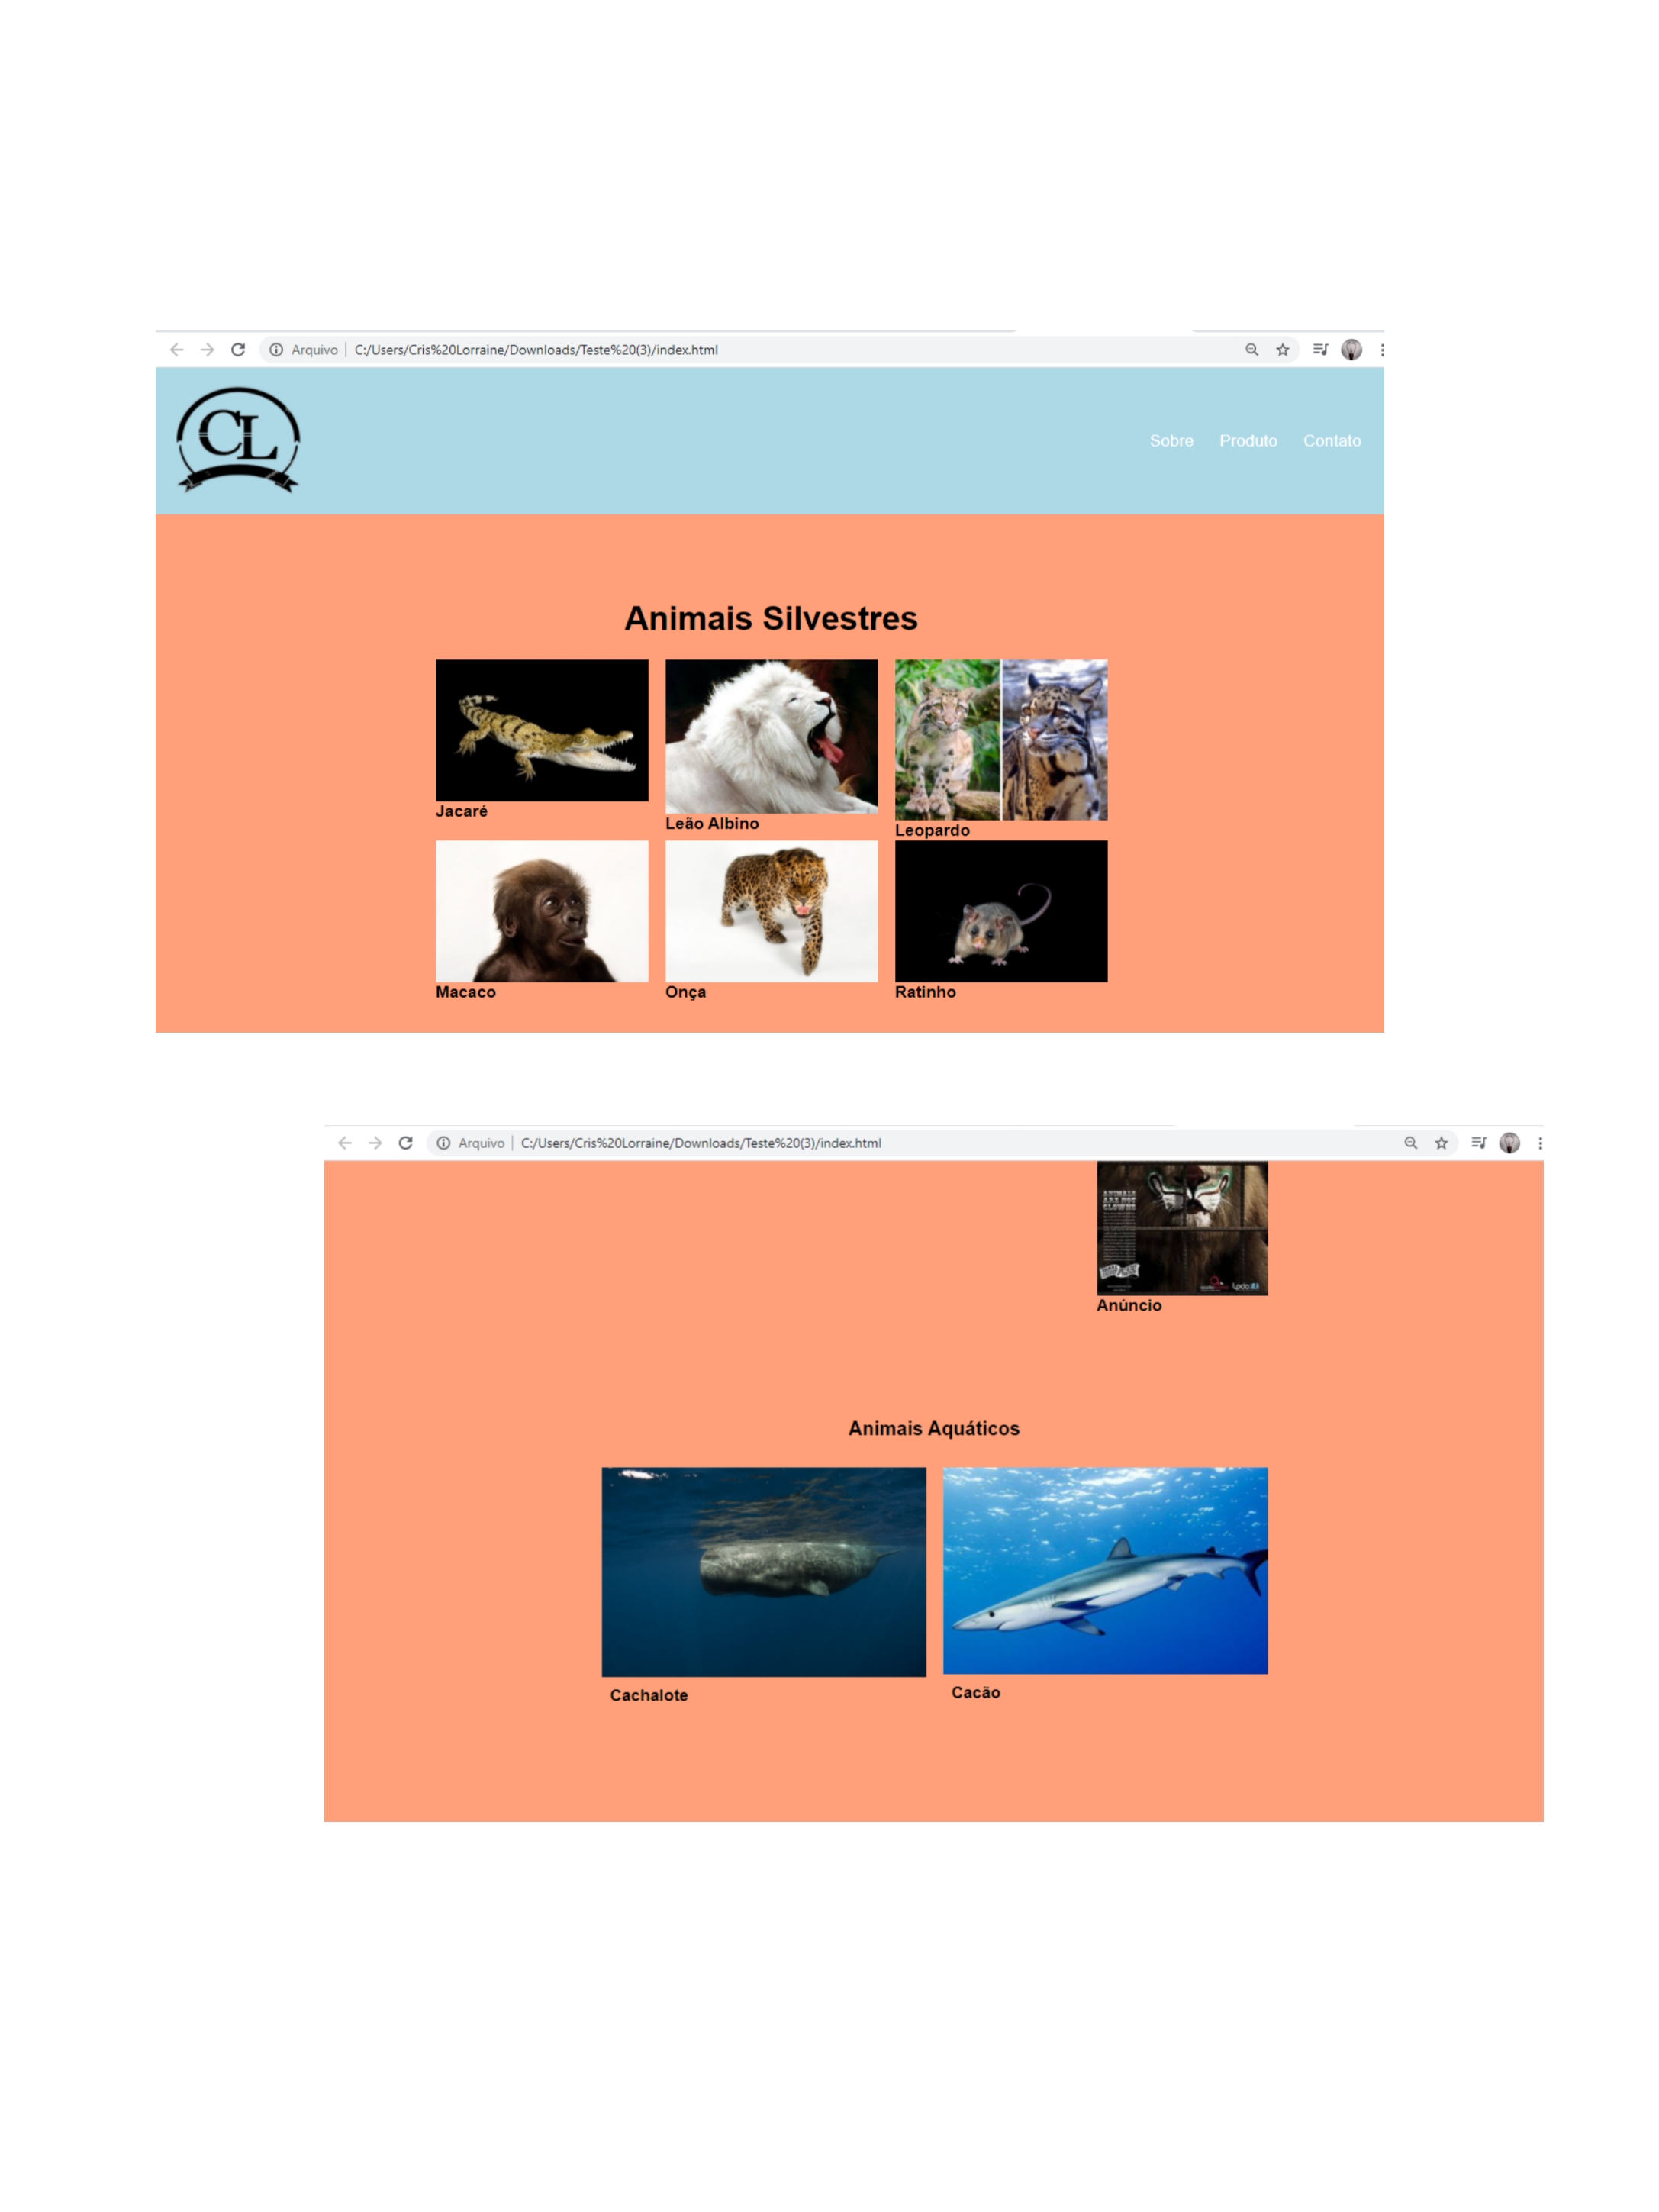 Arquivo | C:/Users/Cris%20Lorraine/Downloads/Teste%20(3)/index.html
CL
Sobre Produto Contato
Animais Silvestres
Jacaré
Leão Albino
Leopardo
Macaco
Onça
Ratinho
Arquivo | C:/Users/Cris%20Lorraine/Downloads/Teste%20(3)/index.html
ANIMALS
ARE NOT
CLOWNS
Anúncio
Animais Aquáticos
Cachalote
Cacão